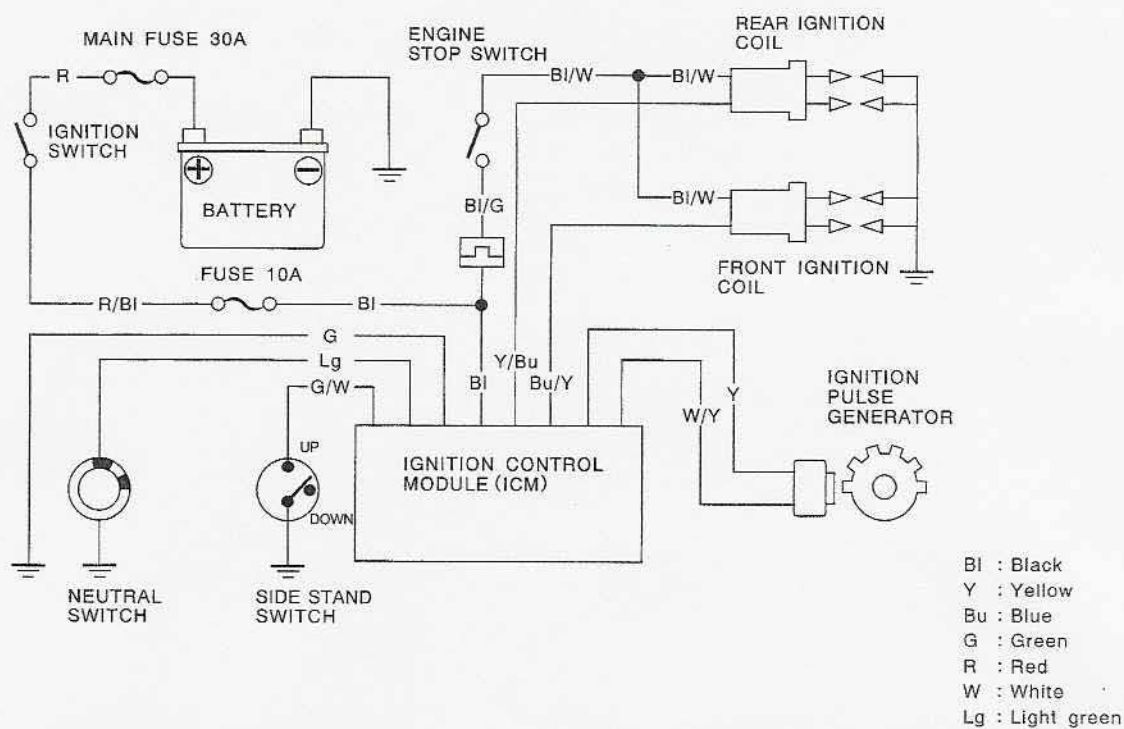 MAIN FUSE 30A
R
IGNITION
SWITCH
BATTERY
ENGINE
STOP SWITCH
Bl/W
Bl/W
REAR IGNITION
COIL
Bl/G
Bl/W
FRONT IGNITION
COIL
FUSE 10A
R/Bl
Bl
G
Lg
G/W
Bl
Y/Bu
Bu/Y
Y
W/Y
IGNITION
PULSE
GENERATOR
UP
DOWN
IGNITION CONTROL
MODULE (ICM)
NEUTRAL
SWITCH
SIDE STAND
SWITCH
Bl : Black
Y : Yellow
Bu : Blue
G : Green
R : Red
W : White
Lg : Light green